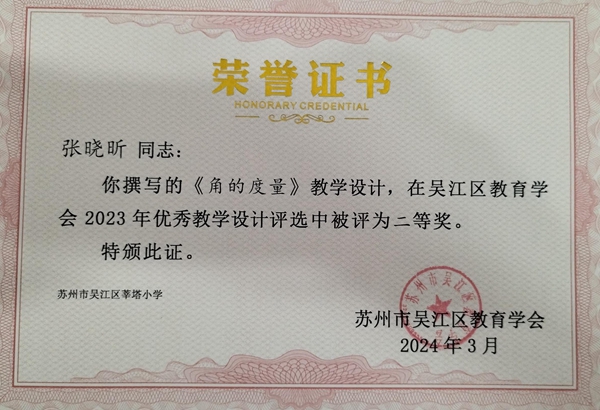 荣誉证书
HONORARY CREDENTIAL
张晓昕 同志：
你撰写的《角的度量》教学设计，在吴江区教育学
会 2023 年优秀教学设计评选中被评为二等奖。
特颁此证。
苏州市吴江区莘塔小学
苏州市吴江区教育学会
2024 年 3 月